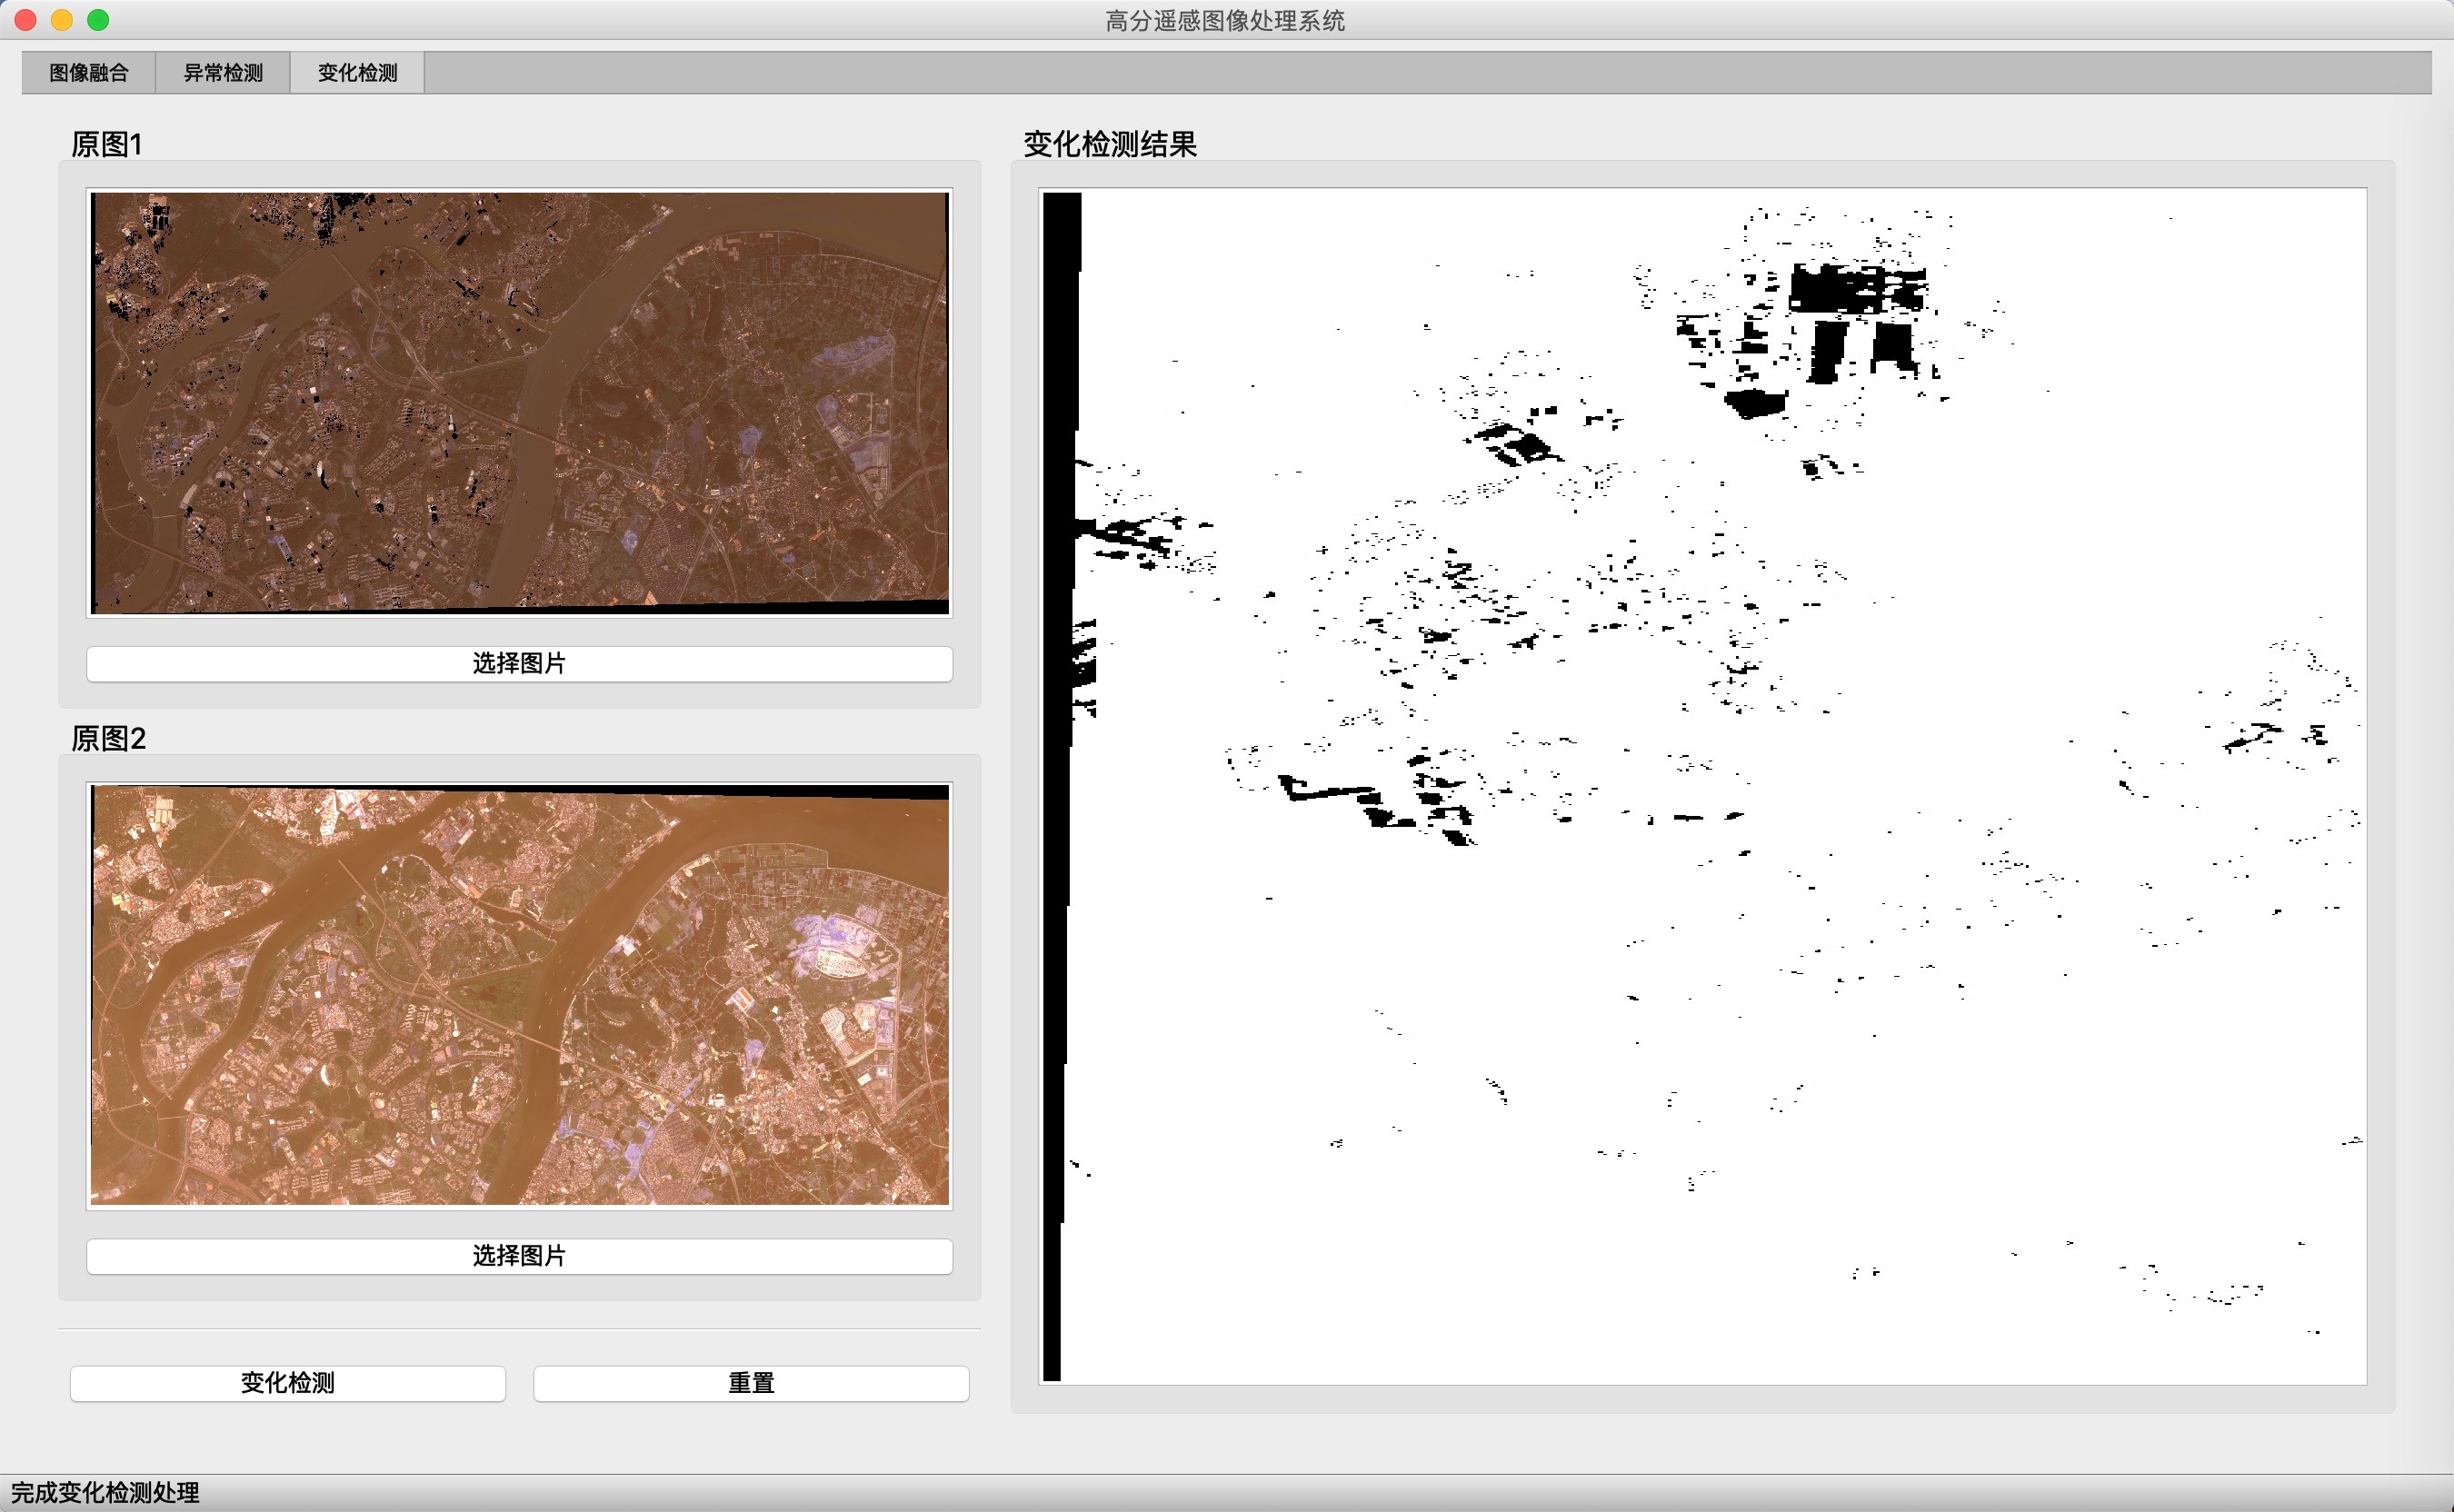 高分遥感图像处理系统
图像融合 异常检测 变化检测
原图1
选择图片
原图2
选择图片
变化检测 重置
变化检测结果
完成变化检测处理